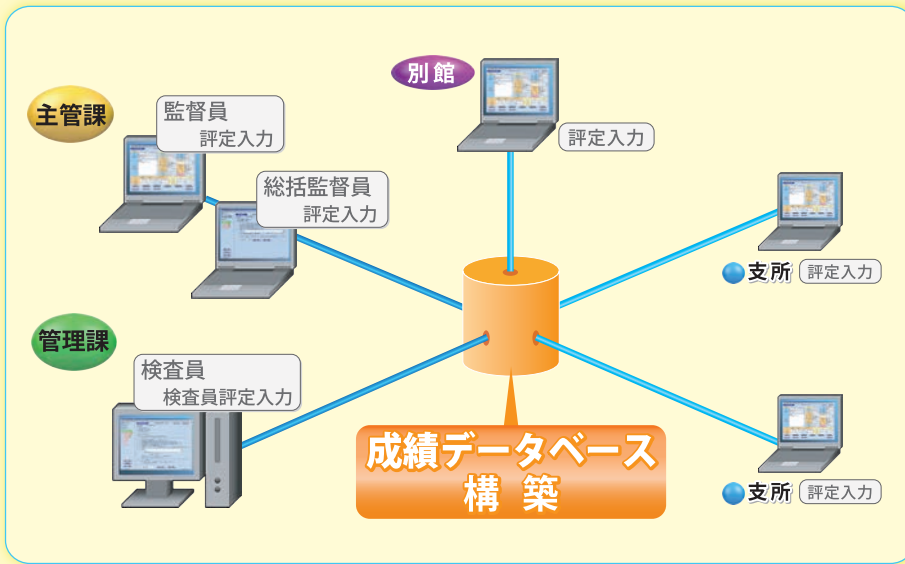 別館
評定入力
主管課
監督員
評定入力
総括監督員
評定入力
支所
評定入力
管理課
検査員
検査員評定入力
成績データベース
構築
支所
評定入力